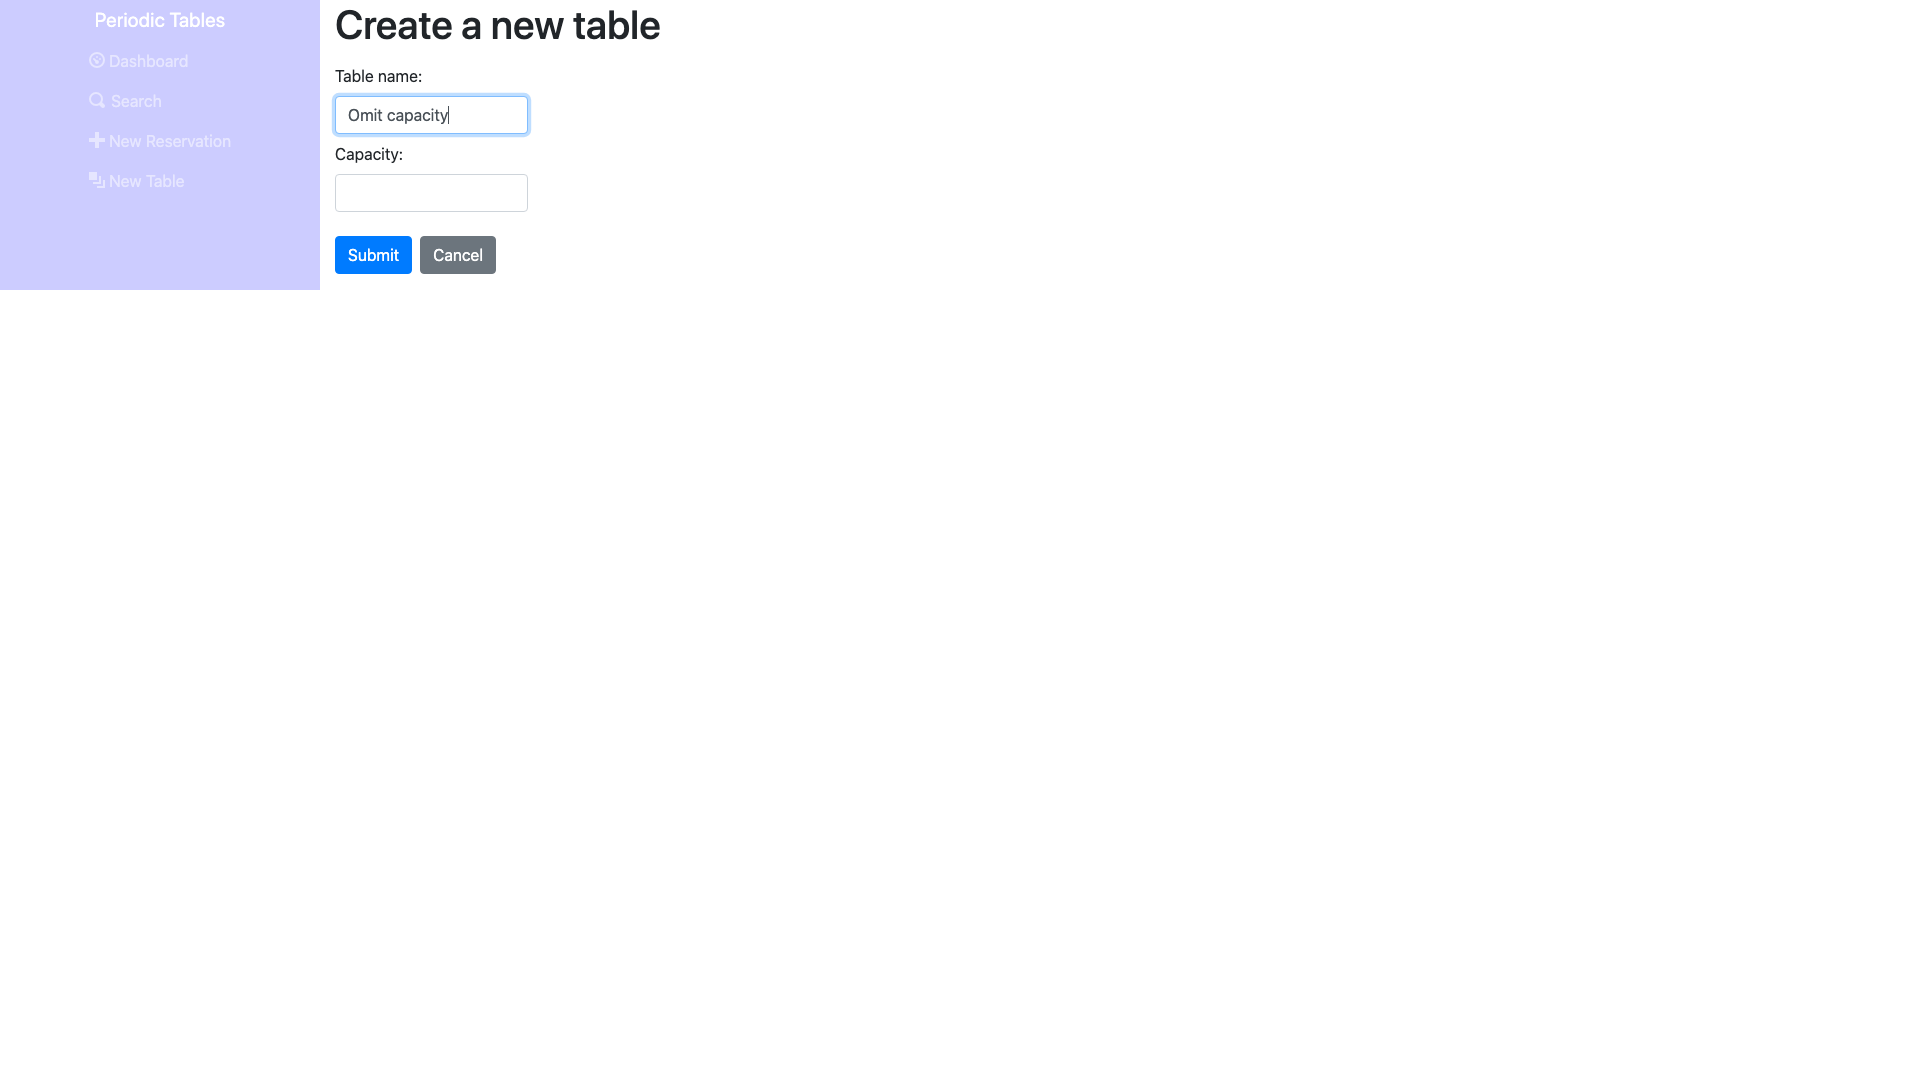 Periodic Tables
Dashboard
Search
New Reservation
New Table
Create a new table
Table name:
Omit capacity
Capacity:
Submit
Cancel